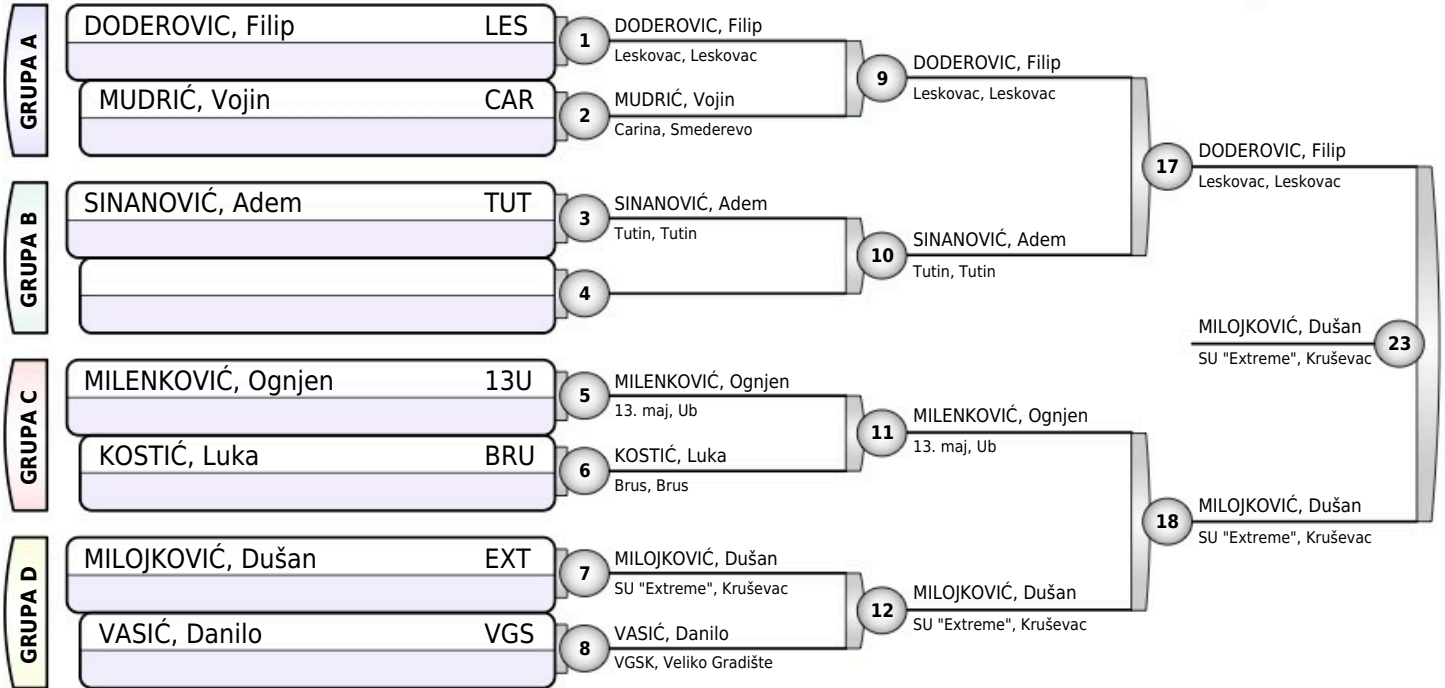 GRUPA A
DODEROVIC, Filip LES
MUDRIĆ, Vojin CAR
GRUPA B
SINANOVIĆ, Adem TUT
GRUPA C
MILENKOVIĆ, Ognjen 13U
KOSTIĆ, Luka BRU
GRUPA D
MILOJKOVIĆ, Dušan EXT
VASIĆ, Danilo VGS
1
DODEROVIC, Filip
Leskovac, Leskovac
2
MUDRIĆ, Vojin
Carina, Smederevo
3
SINANOVIĆ, Adem
Tutin, Tutin
4
5
MILENKOVIĆ, Ognjen
13. maj, Ub
6
KOSTIĆ, Luka
Brus, Brus
7
MILOJKOVIĆ, Dušan
SU "Extreme", Kruševac
8
VASIĆ, Danilo
VGSK, Veliko Gradište
9
DODEROVIC, Filip
Leskovac, Leskovac
10
SINANOVIĆ, Adem
Tutin, Tutin
11
MILENKOVIĆ, Ognjen
13. maj, Ub
12
MILOJKOVIĆ, Dušan
SU "Extreme", Kruševac
17
DODEROVIC, Filip
Leskovac, Leskovac
18
MILOJKOVIĆ, Dušan
SU "Extreme", Kruševac
MILOJKOVIĆ, Dušan
SU "Extreme", Kruševac
23